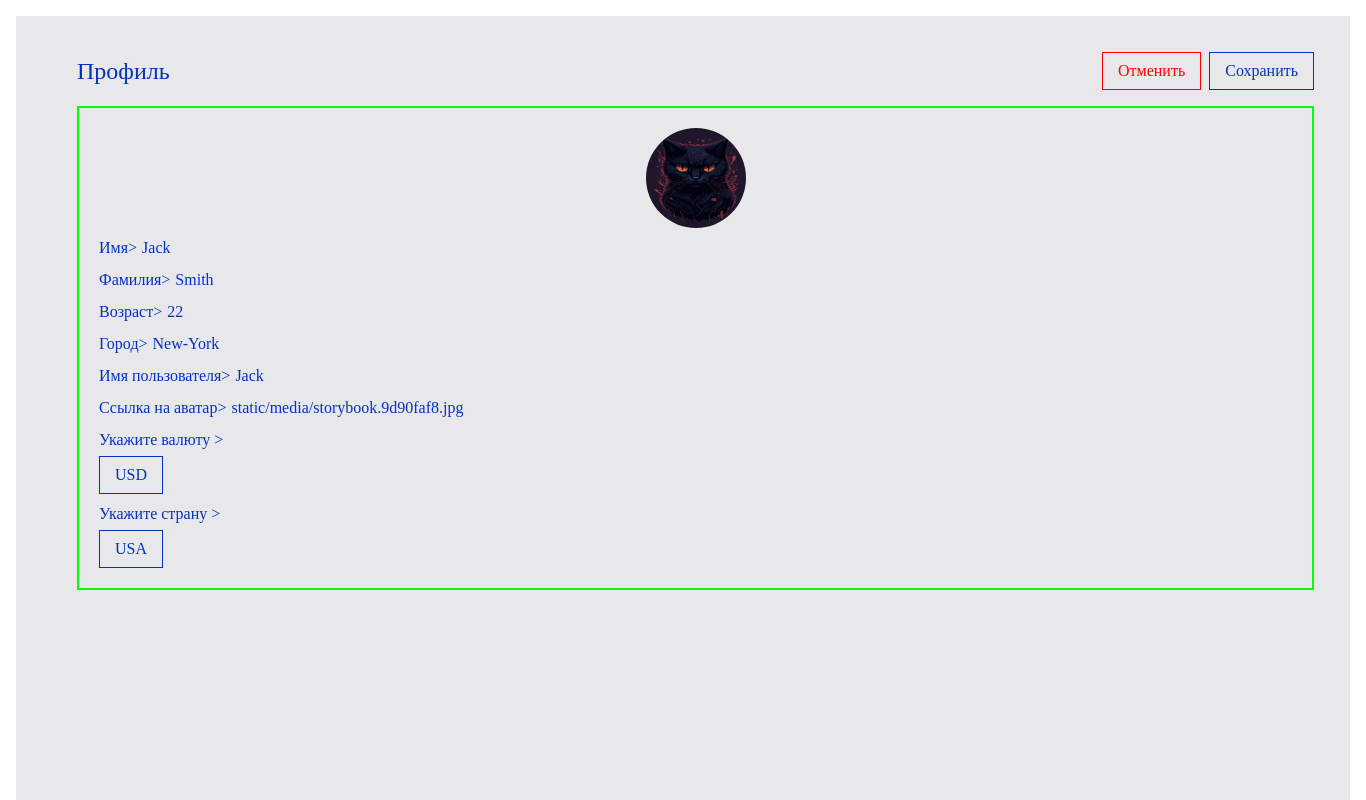 Профиль
Отменить
Сохранить
Имя> Jack
Фамилия> Smith
Возраст> 22
Город> New-York
Имя пользователя> Jack
Ссылка на аватар> static/media/storybook.9d90faf8.jpg
Укажите валюту >
USD
Укажите страну >
USA